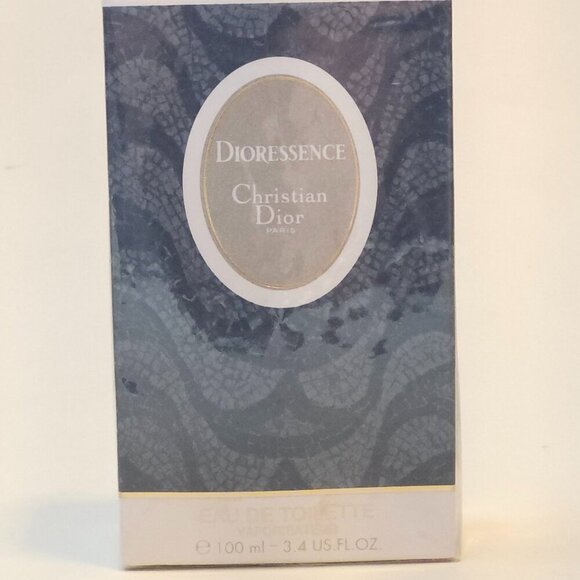 DIORESSENCE
Christian
Dior
PARIS
EAU DE TOILETTE
℮ 100 ml - 3.4 US.FL.OZ.